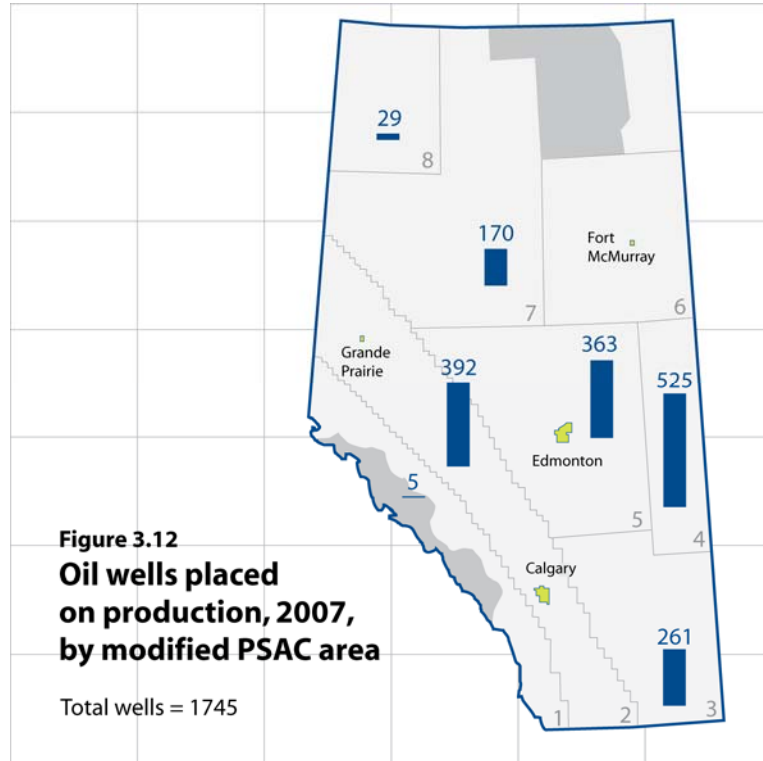 29
8
170
Fort
McMurray
7
6
Grande
Prairie
392
363
525
Edmonton
5
5
4
Figure 3.12
Oil wells placed
on production, 2007,
by modified PSAC area
Calgary
261
Total wells = 1745
1
2
3